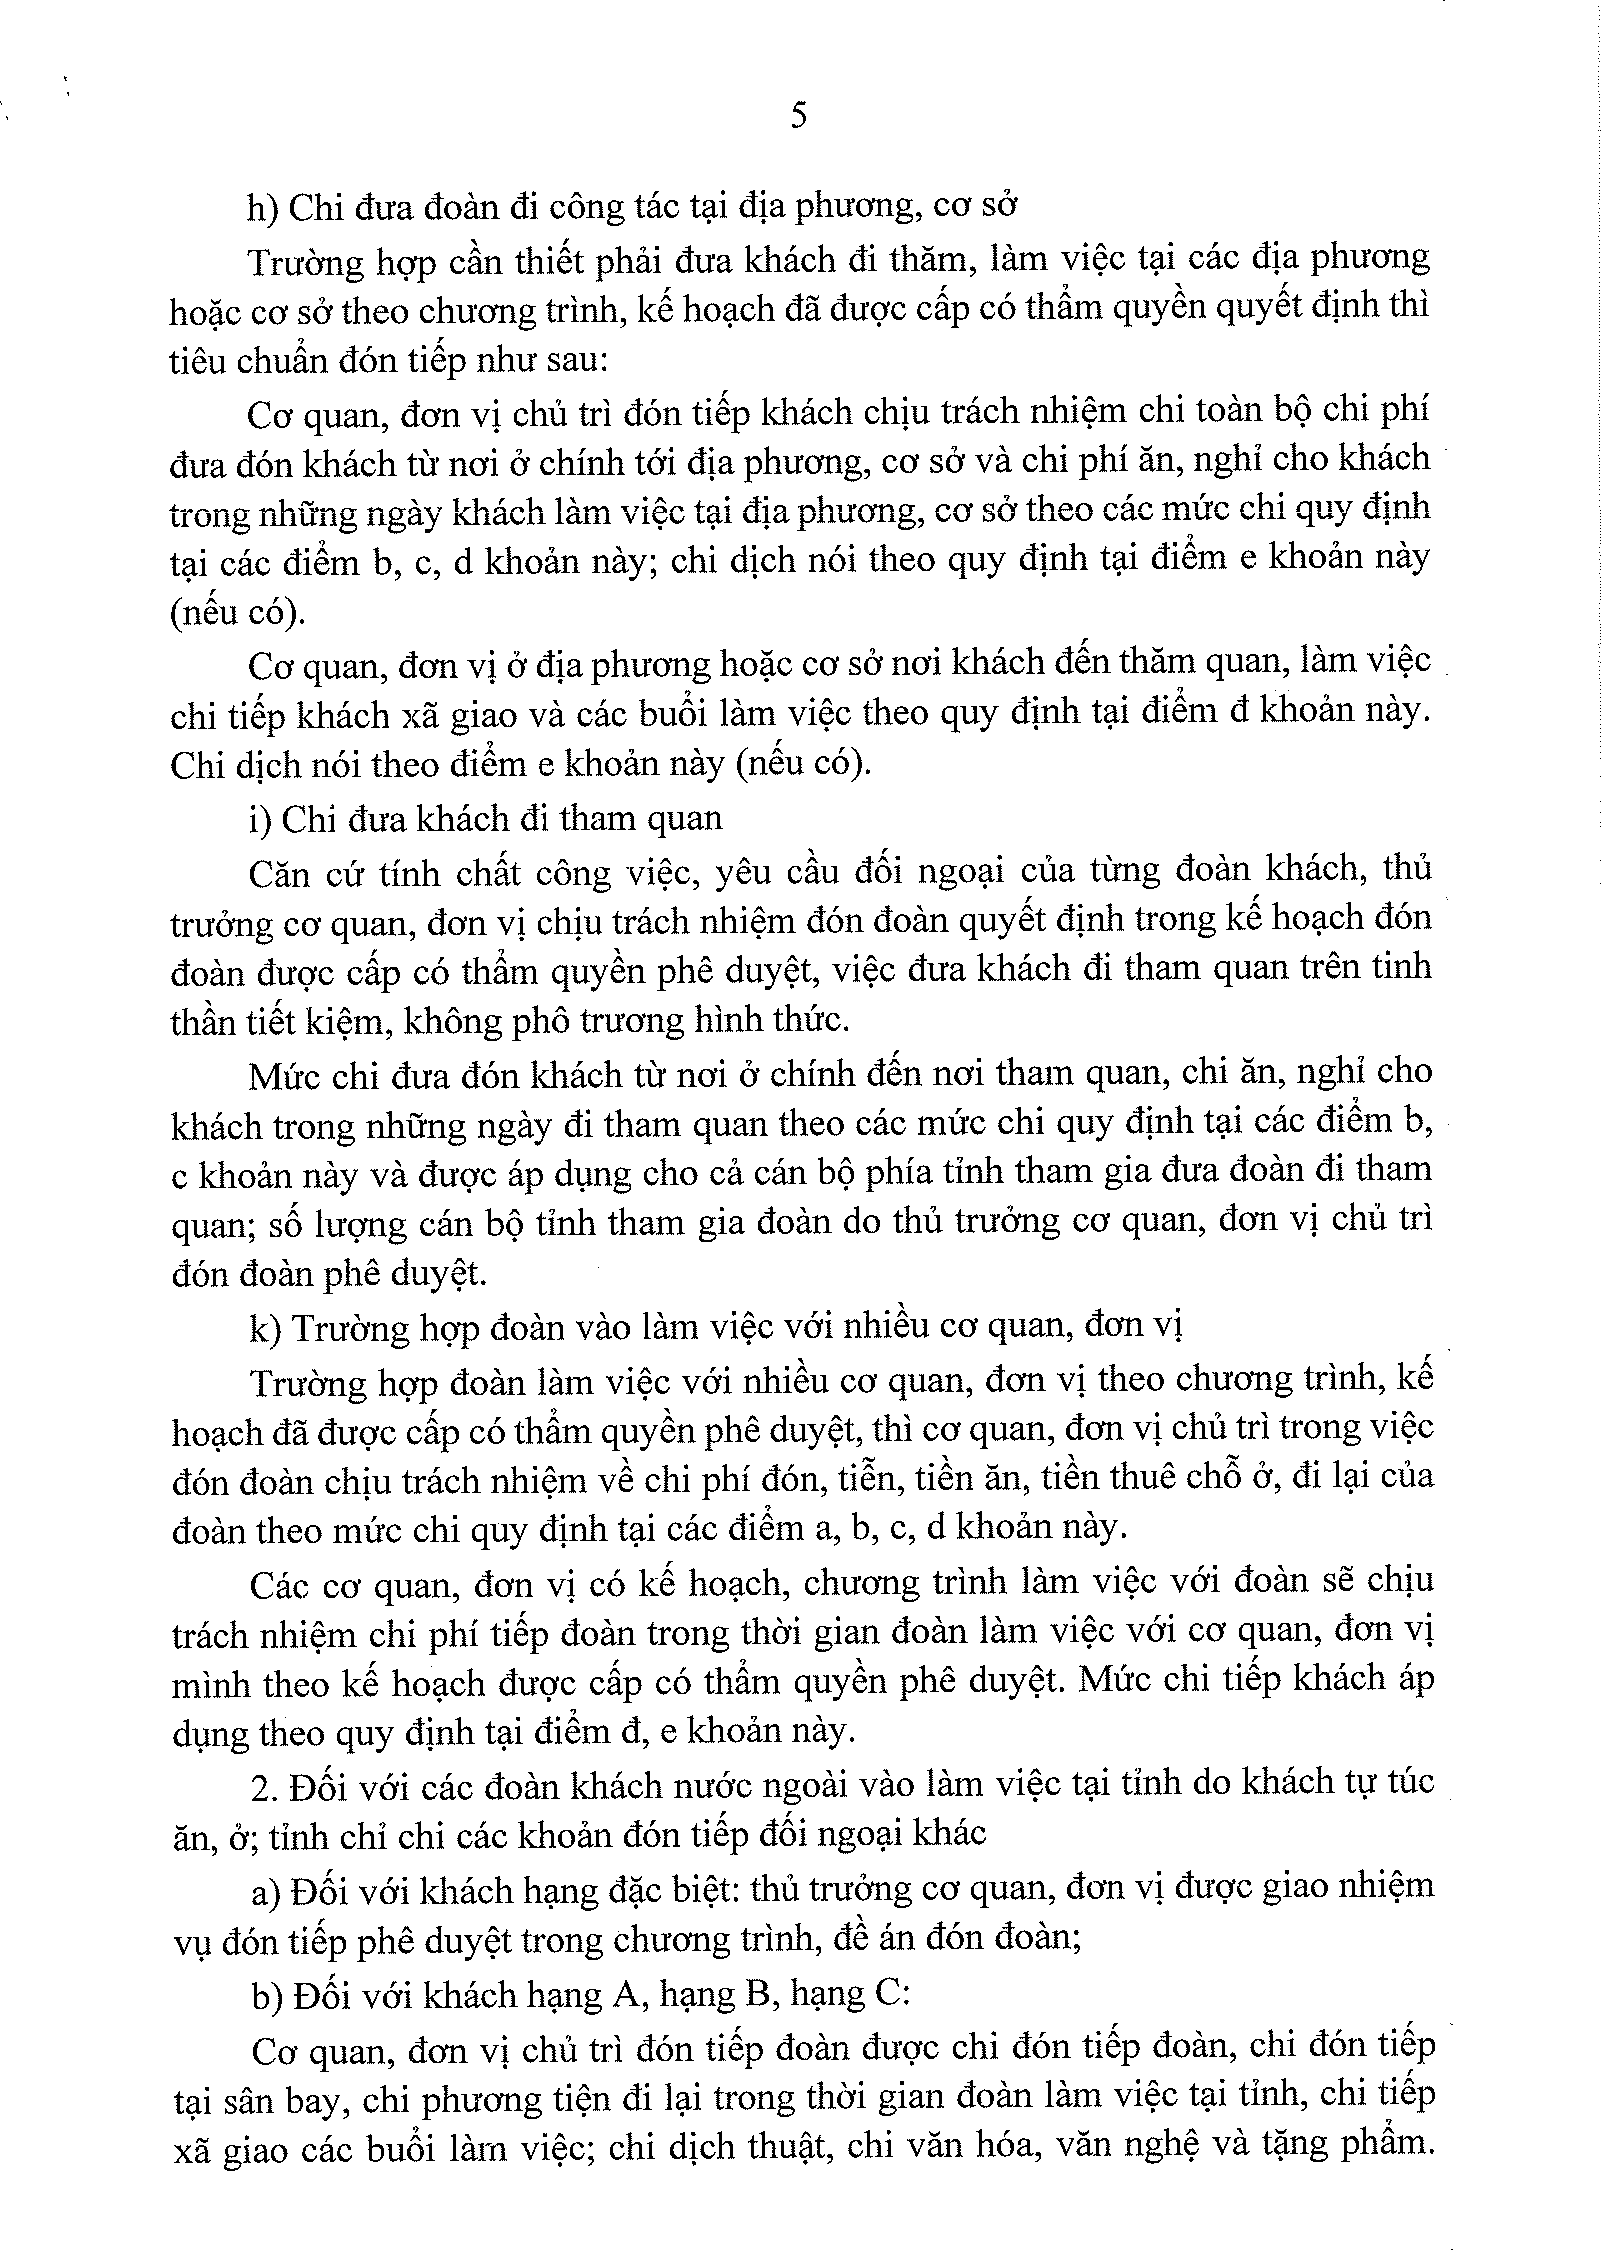 5
h) Chi đưa đoàn đi công tác tại địa phương, cơ sở
Trường hợp cần thiết phải đưa khách đi thăm, làm việc tại các địa phương
hoặc cơ sở theo chương trình, kế hoạch đã được cấp có thẩm quyền quyết định thì
tiêu chuẩn đón tiếp như sau:
Cơ quan, đơn vị chủ trì đón tiếp khách chịu trách nhiệm chi toàn bộ chi phí
đưa đón khách từ nơi ở chính tới địa phương, cơ sở và chi phí ăn, nghỉ cho khách
trong những ngày khách làm việc tại địa phương, cơ sở theo các mức chi quy định
tại các điểm b, c, d khoản này; chi dịch nói theo quy định tại điểm e khoản này
(nếu có).
Cơ quan, đơn vị ở địa phương hoặc cơ sở nơi khách đến thăm quan, làm việc
chi tiếp khách xã giao và các buổi làm việc theo quy định tại điểm đ khoản này.
Chi dịch nói theo điểm e khoản này (nếu có).
i) Chi đưa khách đi tham quan
Căn cứ tính chất công việc, yêu cầu đối ngoại của từng đoàn khách, thủ
trưởng cơ quan, đơn vị chịu trách nhiệm đón đoàn quyết định trong kế hoạch đón
đoàn được cấp có thẩm quyền phê duyệt, việc đưa khách đi tham quan trên tinh
thần tiết kiệm, không phô trương hình thức.
Mức chi đưa đón khách từ nơi ở chính đến nơi tham quan, chi ăn, nghỉ cho
khách trong những ngày đi tham quan theo các mức chi quy định tại các điểm b,
c khoản này và được áp dụng cho cả cán bộ phía tỉnh tham gia đưa đoàn đi tham
quan; số lượng cán bộ tỉnh tham gia đoàn do thủ trưởng cơ quan, đơn vị chủ trì
đón đoàn phê duyệt.
k) Trường hợp đoàn vào làm việc với nhiều cơ quan, đơn vị
Trường hợp đoàn làm việc với nhiều cơ quan, đơn vị theo chương trình, kế
hoạch đã được cấp có thẩm quyền phê duyệt, thì cơ quan, đơn vị chủ trì trong việc
đón đoàn chịu trách nhiệm về chi phí đón, tiễn, tiền ăn, tiền thuê chỗ ở, đi lại của
đoàn theo mức chi quy định tại các điểm a, b, c, d khoản này.
Các cơ quan, đơn vị có kế hoạch, chương trình làm việc với đoàn sẽ chịu
trách nhiệm chi phí tiếp đoàn trong thời gian đoàn làm việc với cơ quan, đơn vị
mình theo kế hoạch được cấp có thẩm quyền phê duyệt. Mức chi tiếp khách áp
dụng theo quy định tại điểm đ, e khoản này.
2. Đối với các đoàn khách nước ngoài vào làm việc tại tỉnh do khách tự túc
ăn, ở; tỉnh chỉ chi các khoản đón tiếp đối ngoại khác
a) Đối với khách hạng đặc biệt: thủ trưởng cơ quan, đơn vị được giao nhiệm
vụ đón tiếp phê duyệt trong chương trình, đề án đón đoàn;
b) Đối với khách hạng A, hạng B, hạng C:
Cơ quan, đơn vị chủ trì đón tiếp đoàn được chi đón tiếp đoàn, chi đón tiếp
tại sân bay, chi phương tiện đi lại trong thời gian đoàn làm việc tại tỉnh, chi tiếp
xã giao các buổi làm việc; chi dịch thuật, chi văn hóa, văn nghệ và tặng phẩm.